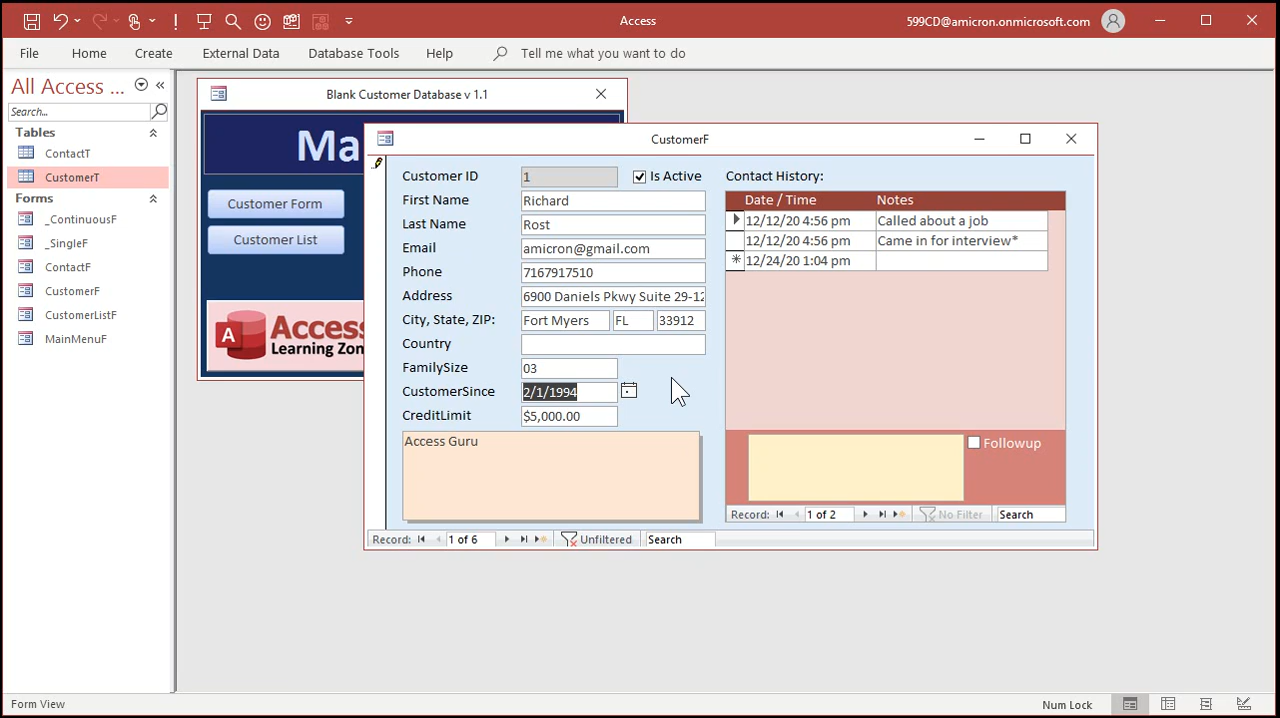 Access
599CD@amicron.onmicrosoft.com
File Home Create External Data Database Tools Help Tell me what you want to do
All Access ...
Search...
Tables
ContactT
CustomerT
Forms
_ContinuousF
_SingleF
ContactF
CustomerF
CustomerListF
MainMenuF
Blank Customer Database v 1.1
Ma
Customer Form
Customer List
A Access
Learning Zon
CustomerF
Customer ID 1 Is Active
First Name Richard
Last Name Rost
Email amicron@gmail.com
Phone 7167917510
Address 6900 Daniels Pkwy Suite 29-12
City, State, ZIP: Fort Myers FL 33912
Country
FamilySize 03
CustomerSince 2/1/1994
CreditLimit $5,000.00
Access Guru
Contact History:
Date / Time Notes
12/12/20 4:56 pm Called about a job
12/12/20 4:56 pm Came in for interview*
* 12/24/20 1:04 pm
Followup
Record: 1 of 2 No Filter Search
Record: 1 of 6 Unfiltered Search
Form View
Num Lock